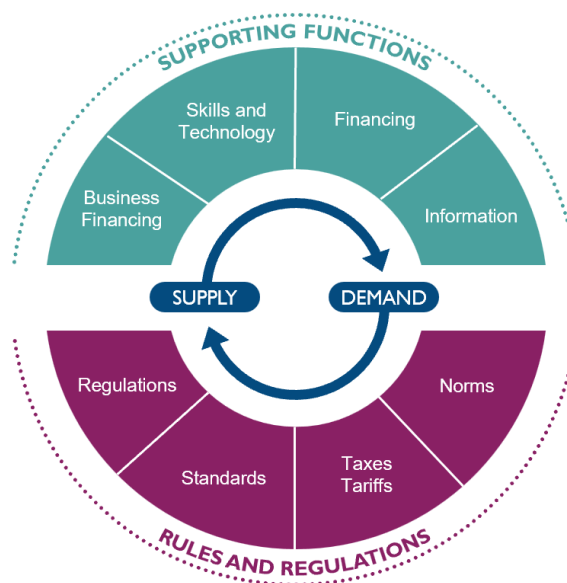 SUPPORTING FUNCTIONS
Skills and
Technology
Financing
Business
Financing
Information
SUPPLY
DEMAND
Regulations
Norms
Standards
Taxes
Tariffs
RULES AND REGULATIONS